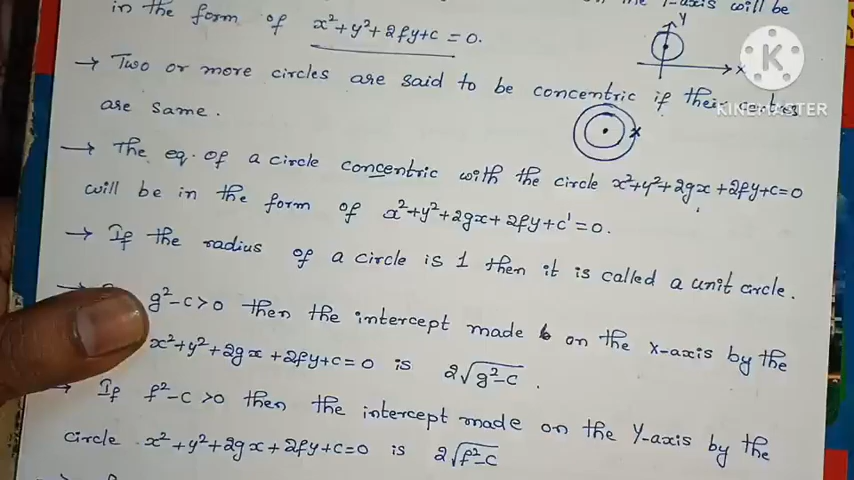 in the form of x²+y²+2fy+c = 0.
→ Two or more circles are said to be concentric if their centres
are same.
→ The eq. of a circle concentric with the circle x²+y²+2gx+2fy+c=0
will be in the form of x²+y²+2gx+2fy+c'=0.
→ If the radius of a circle is 1 then it is called a unit circle.
g²-c>0 then the intercept made on the X-axis by the
x²+y²+2gx+2fy+c=0 is 2√g²-c .
→ If f²-c >0 then the intercept made on the Y-axis by the
circle x²+y²+2gx+2fy+c=0 is 2√f²-c
Y
X
K
KINEMASTER